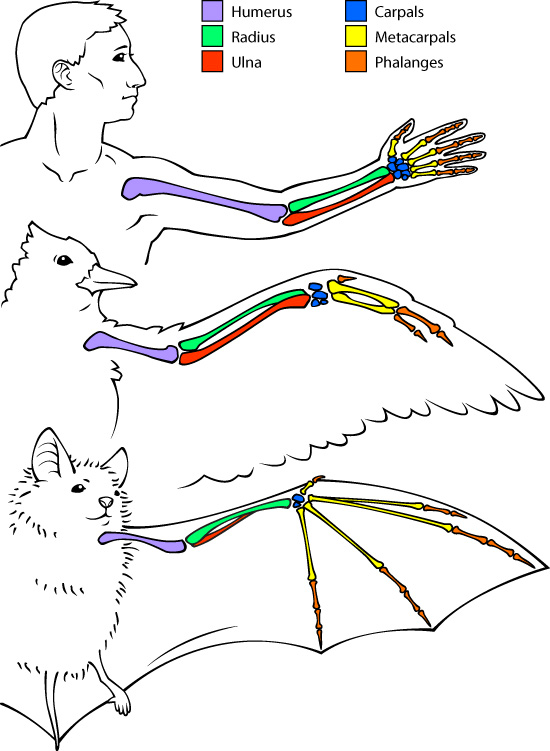 Humerus
Radius
Ulna
Carpals
Metacarpals
Phalanges